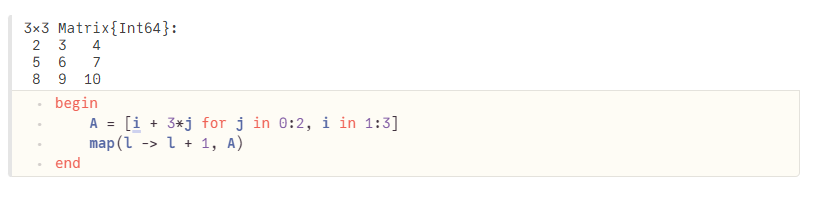 3×3 Matrix{Int64}:
 2  3   4
 5  6   7
 8  9  10
begin
    A = [i + 3*j for j in 0:2, i in 1:3]
    map(l -> l + 1, A)
end